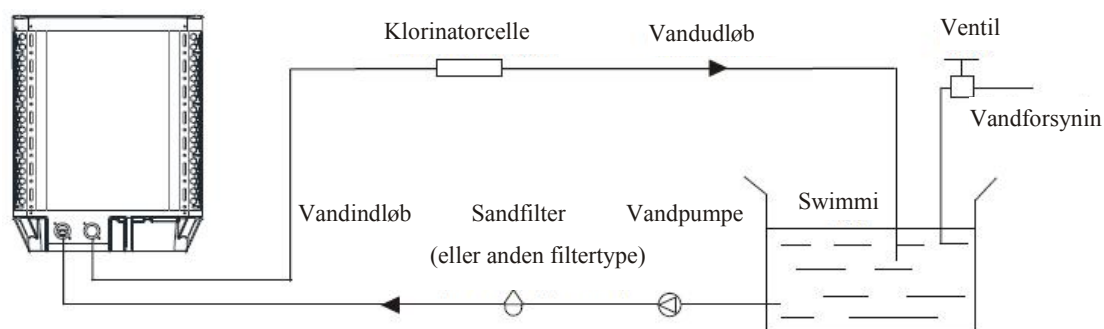 Klorinatorcelle
Vandudløb
Ventil
Vandforsynin
Vandindløb
Sandfilter
(eller anden filtertype)
Vandpumpe
Swimmi